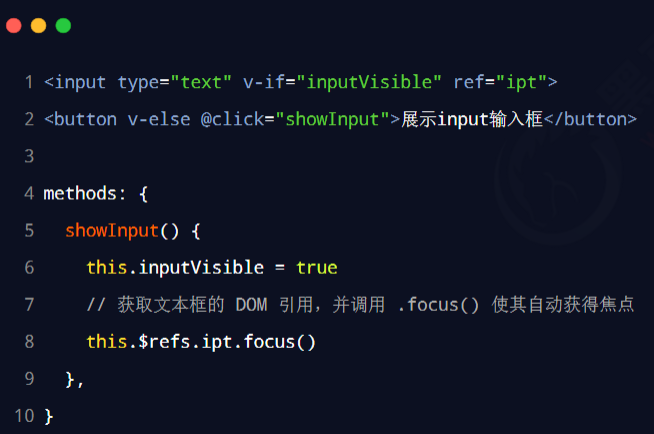 1 <input type="text" v-if="inputVisible" ref="ipt">
2 <button v-else @click="showInput">展示input输入框</button>
3
4 methods: {
5   showInput() {
6     this.inputVisible = true
7     // 获取文本框的 DOM 引用，并调用 .focus() 使其自动获得焦点
8     this.$refs.ipt.focus()
9   },
10 }